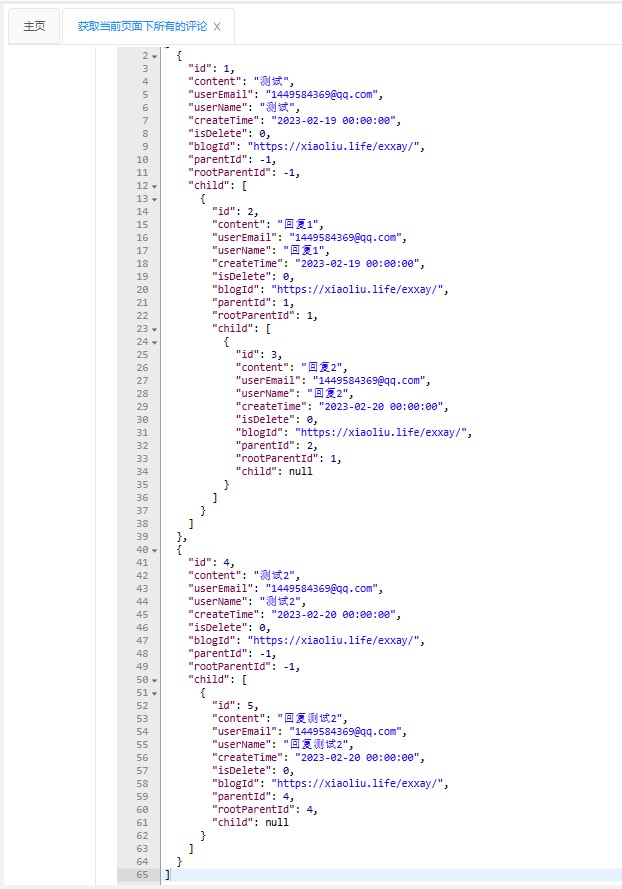 主页
获取当前页面下所有的评论 X
2 {
3 "id": 1,
4 "content": "测试",
5 "userEmail": "1449584369@qq.com",
6 "userName": "测试",
7 "createTime": "2023-02-19 00:00:00",
8 "isDelete": 0,
9 "blogId": "https://xiaoliu.life/exxay/",
10 "parentId": -1,
11 "rootParentId": -1,
12 "child": [
13 {
14 "id": 2,
15 "content": "回复1",
16 "userEmail": "1449584369@qq.com",
17 "userName": "回复1",
18 "createTime": "2023-02-19 00:00:00",
19 "isDelete": 0,
20 "blogId": "https://xiaoliu.life/exxay/",
21 "parentId": 1,
22 "rootParentId": 1,
23 "child": [
24 {
25 "id": 3,
26 "content": "回复2",
27 "userEmail": "1449584369@qq.com",
28 "userName": "回复2",
29 "createTime": "2023-02-20 00:00:00",
30 "isDelete": 0,
31 "blogId": "https://xiaoliu.life/exxay/",
32 "parentId": 2,
33 "rootParentId": 1,
34 "child": null
35 }
36 ]
37 }
38 ]
39 },
40 {
41 "id": 4,
42 "content": "测试2",
43 "userEmail": "1449584369@qq.com",
44 "userName": "测试2",
45 "createTime": "2023-02-20 00:00:00",
46 "isDelete": 0,
47 "blogId": "https://xiaoliu.life/exxay/",
48 "parentId": -1,
49 "rootParentId": -1,
50 "child": [
51 {
52 "id": 5,
53 "content": "回复测试2",
54 "userEmail": "1449584369@qq.com",
55 "userName": "回复测试2",
56 "createTime": "2023-02-20 00:00:00",
57 "isDelete": 0,
58 "blogId": "https://xiaoliu.life/exxay/",
59 "parentId": 4,
60 "rootParentId": 4,
61 "child": null
62 }
63 ]
64 }
65 ]